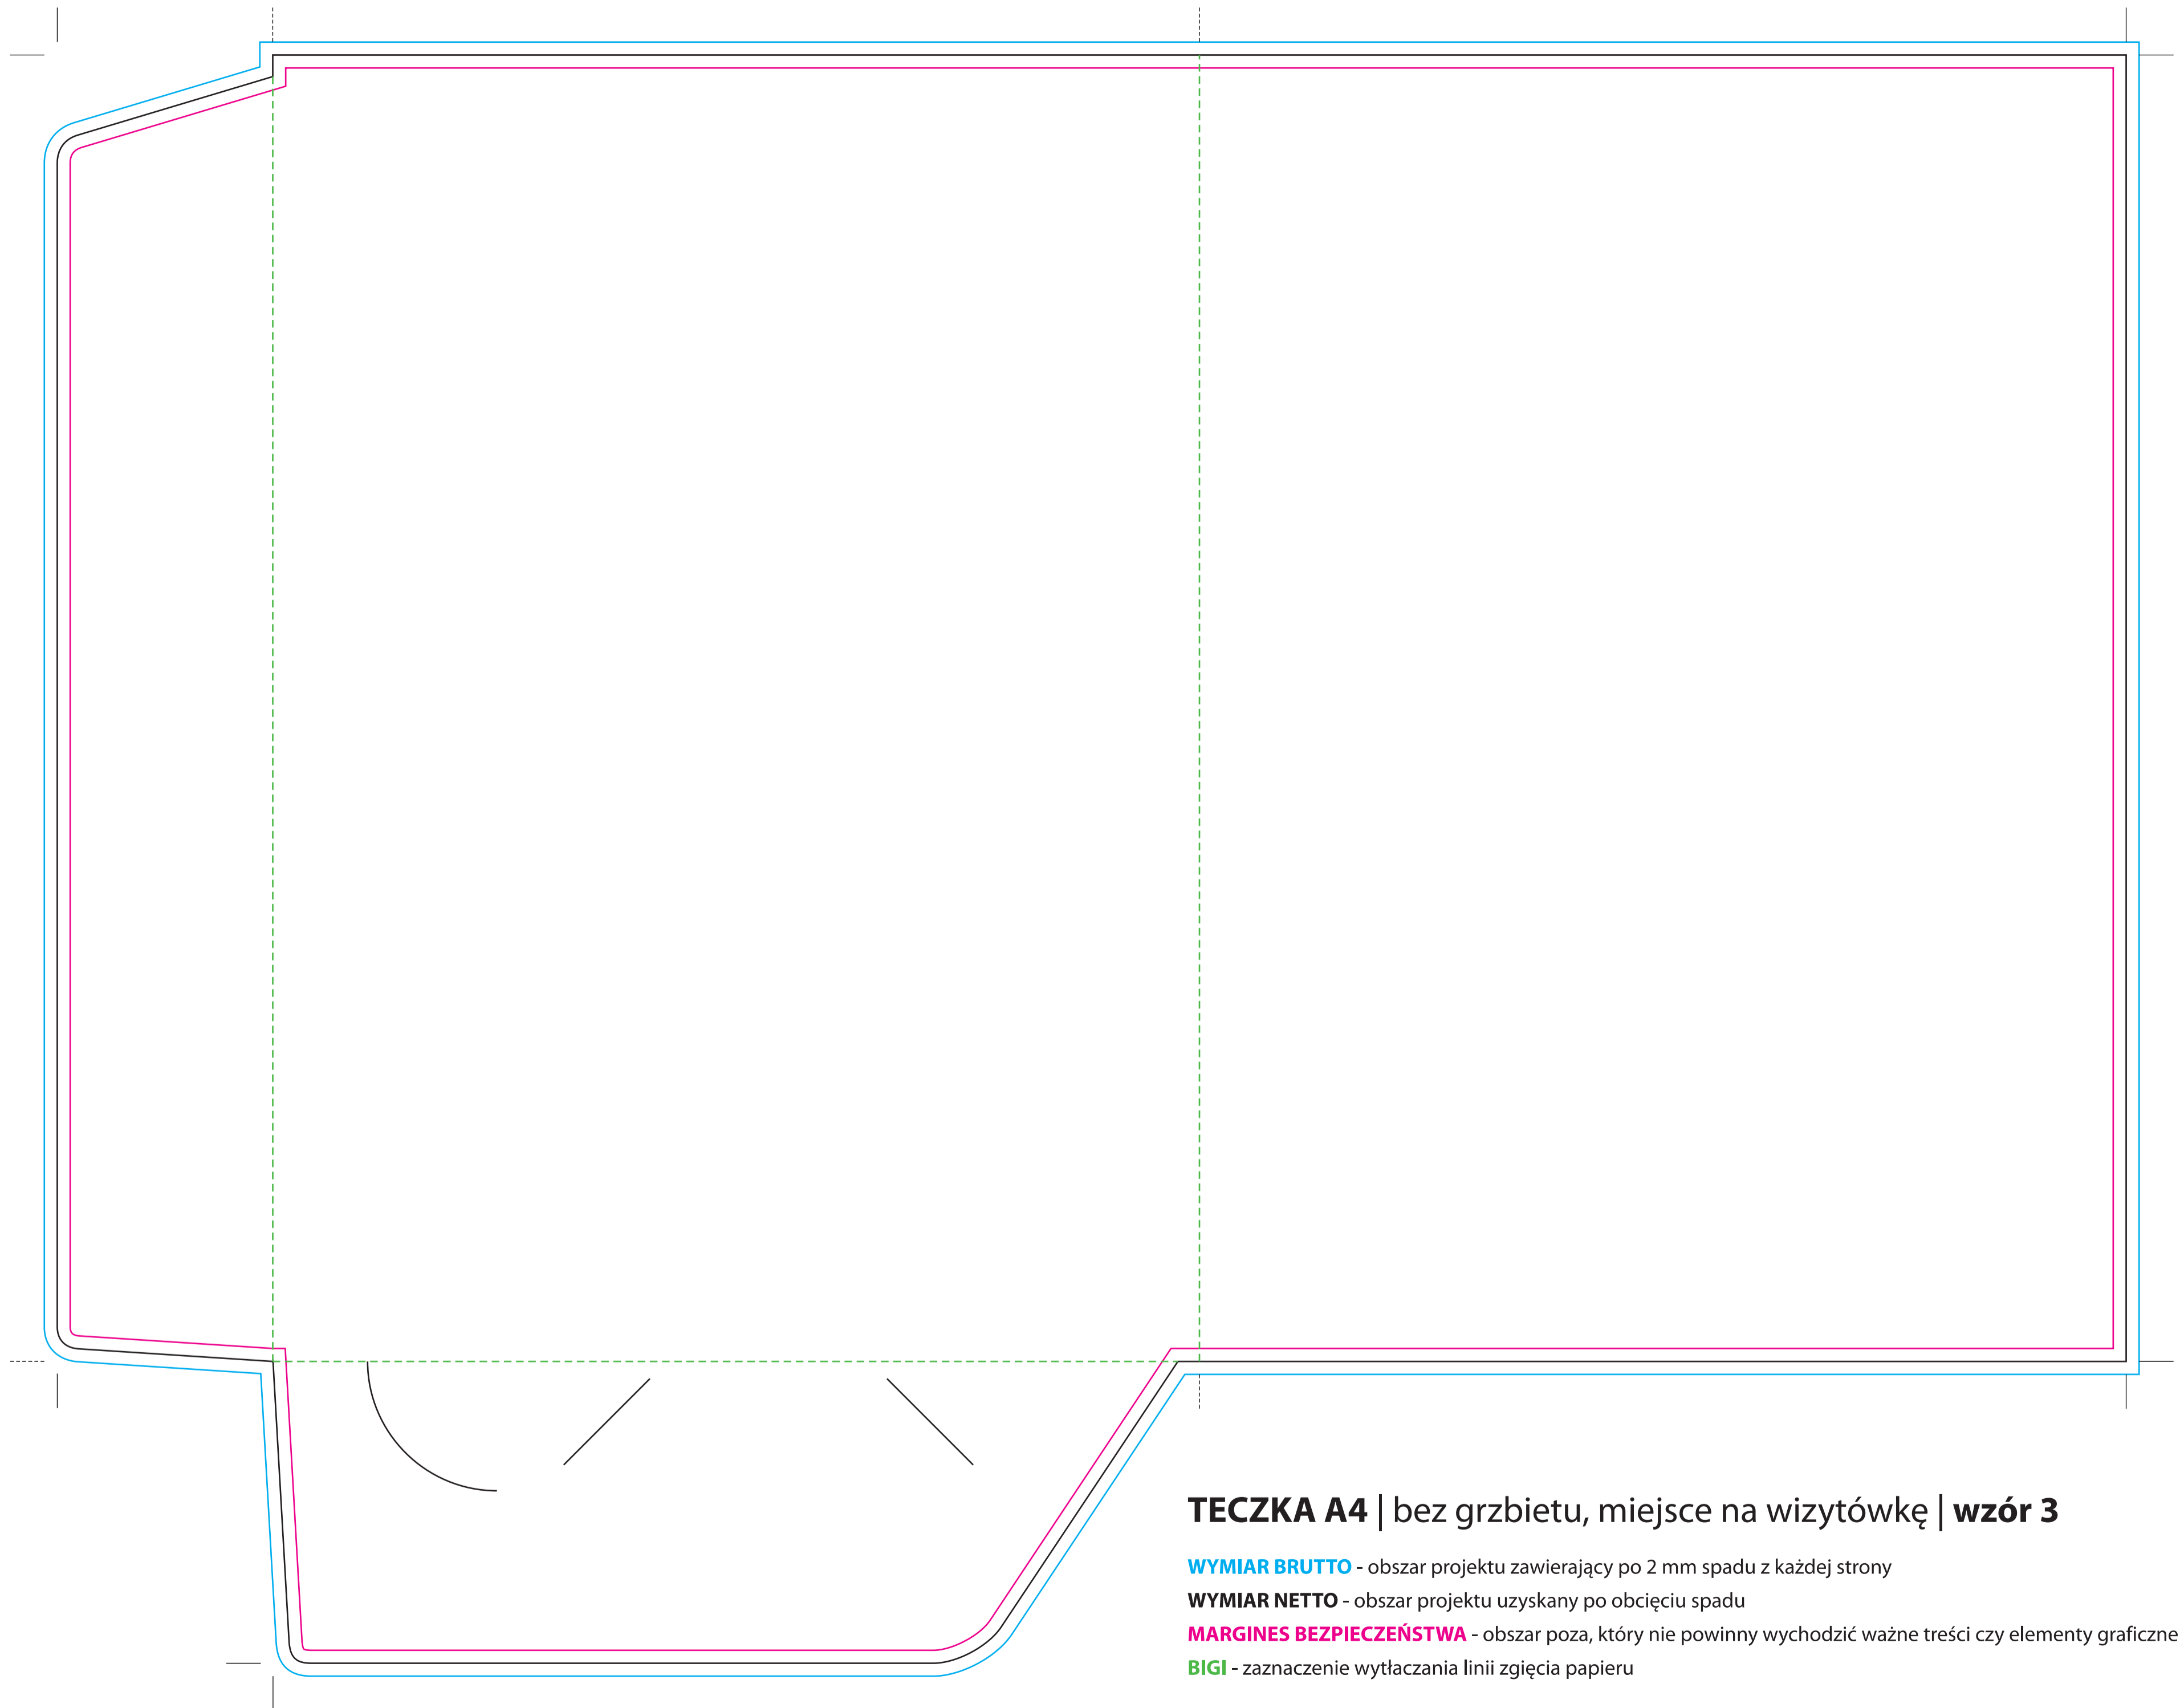 TECZKA A4 | bez grzbietu, miejsce na wizytówkę | wzór 3
WYMIAR BRUTTO - obszar projektu zawierający po 2 mm spadu z każdej strony
WYMIAR NETTO - obszar projektu uzyskany po obcięciu spadu
MARGINES BEZPIECZEŃSTWA - obszar poza, który nie powinny wychodzić ważne treści czy elementy graficzne
BIGI - zaznaczenie wytłaczania linii zgięcia papieru